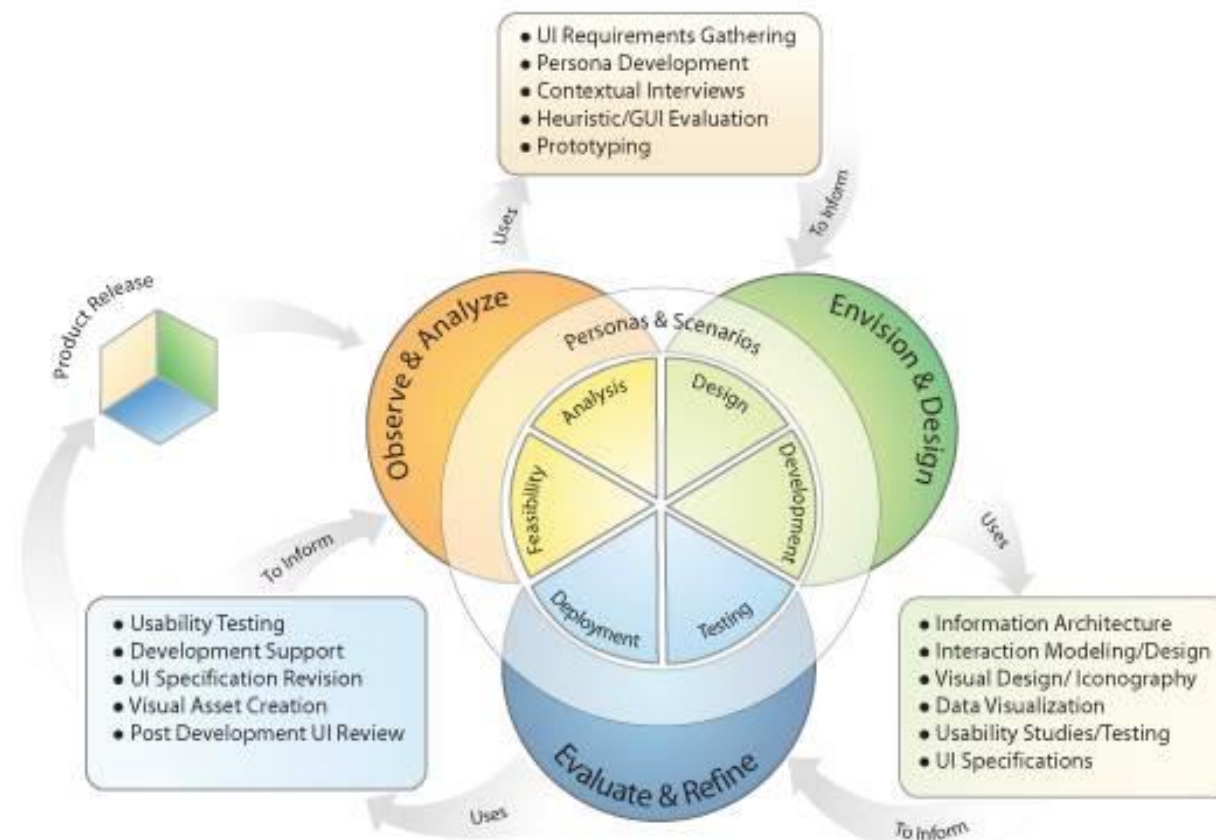 ● UI Requirements Gathering
● Persona Development
● Contextual Interviews
● Heuristic/GUI Evaluation
● Prototyping
Uses
To Inform
Product Release
Observe & Analyze
Personas & Scenarios
Envision & Design
Analysis
Design
Feasibility
Development
Deployment
Testing
Evaluate & Refine
To Inform
Uses
● Usability Testing
● Development Support
● UI Specification Revision
● Visual Asset Creation
● Post Development UI Review
● Information Architecture
● Interaction Modeling/Design
● Visual Design/ Iconography
● Data Visualization
● Usability Studies/Testing
● UI Specifications
Uses
To Inform